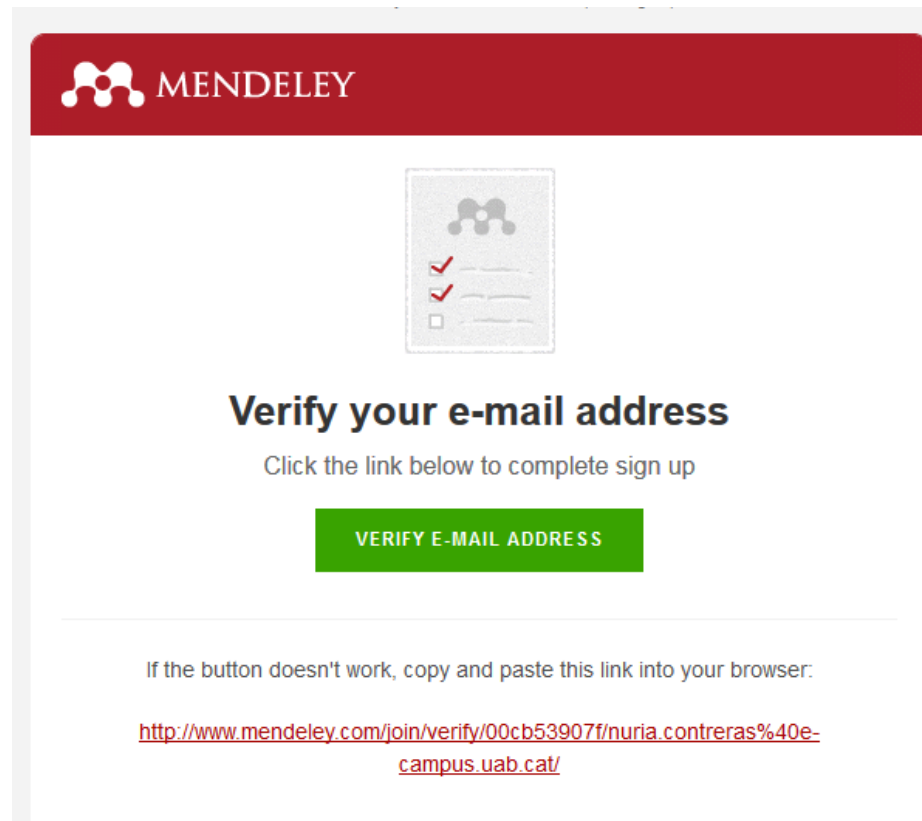 MENDELEY
Verify your e-mail address
Click the link below to complete sign up
VERIFY E-MAIL ADDRESS
If the button doesn't work, copy and paste this link into your browser:
http://www.mendeley.com/join/verify/00cb53907f/nuria.contreras%40e-
campus.uab.cat/